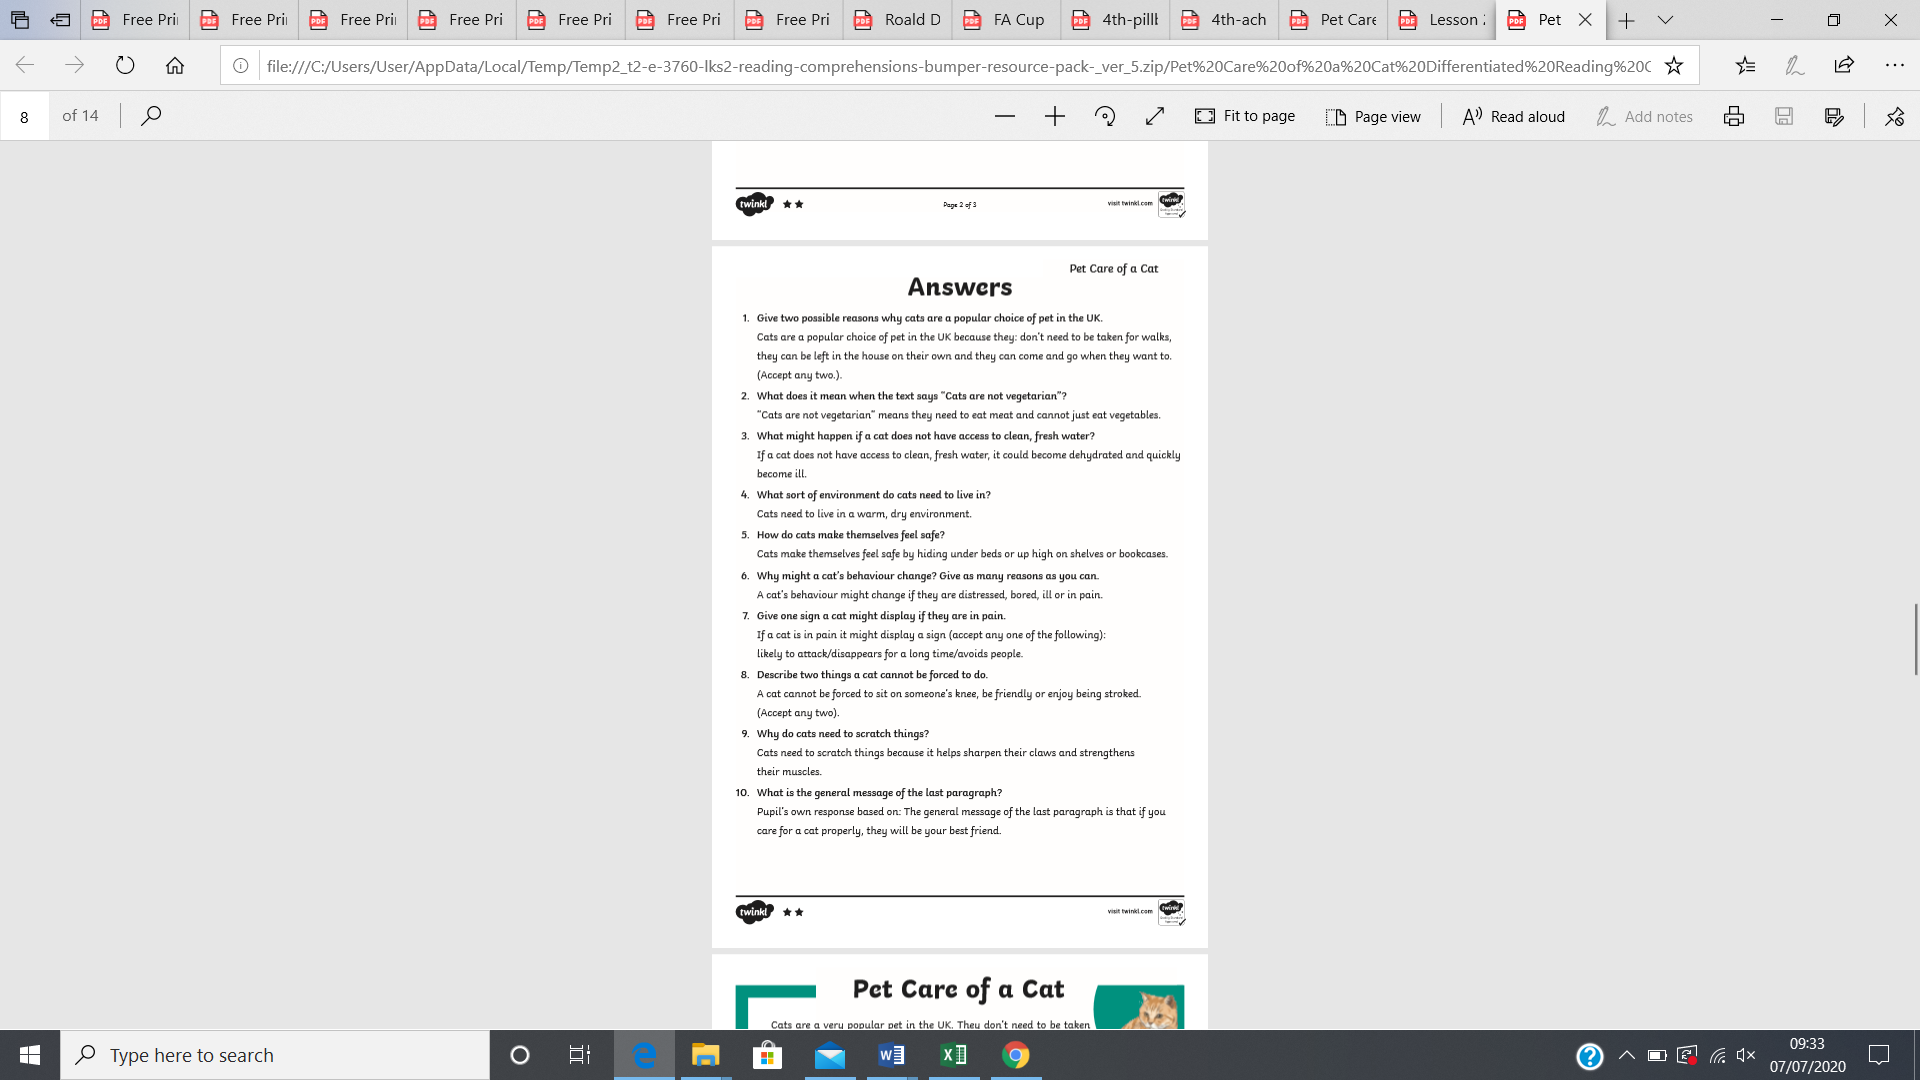 Free Pri Free Pri Free Pri Free Pri Free Pri Free Pri Free Pri Roald D FA Cup 4th-pillb 4th-ach Pet Care Lesson 2 Pet
file:///C:/Users/User/AppData/Local/Temp/Temp2_t2-e-3760-lks2-reading-comprehensions-bumper-resource-pack-_ver_5.zip/Pet%20Care%20of%20a%20Cat%20Differentiated%20Reading%20C
8 of 14 Fit to page Page view Read aloud Add notes
twinkl Page 2 of 3 visit twinkl.com twinkl
Pet Care of a Cat
Answers
1. Give two possible reasons why cats are a popular choice of pet in the UK.
Cats are a popular choice of pet in the UK because they: don't need to be taken for walks,
they can be left in the house on their own and they can come and go when they want to.
(Accept any two.).
2. What does it mean when the text says "Cats are not vegetarian"?
"Cats are not vegetarian" means they need to eat meat and cannot just eat vegetables.
3. What might happen if a cat does not have access to clean, fresh water?
If a cat does not have access to clean, fresh water, it could become dehydrated and quickly
become ill.
4. What sort of environment do cats need to live in?
Cats need to live in a warm, dry environment.
5. How do cats make themselves feel safe?
Cats make themselves feel safe by hiding under beds or up high on shelves or bookcases.
6. Why might a cat's behaviour change? Give as many reasons as you can.
A cat's behaviour might change if they are distressed, bored, ill or in pain.
7. Give one sign a cat might display if they are in pain.
If a cat is in pain it might display a sign (accept any one of the following):
likely to attack/disappears for a long time/avoids people.
8. Describe two things a cat cannot be forced to do.
A cat cannot be forced to sit on someone's knee, be friendly or enjoy being stroked.
(Accept any two).
9. Why do cats need to scratch things?
Cats need to scratch things because it helps sharpen their claws and strengthens
their muscles.
10. What is the general message of the last paragraph?
Pupil's own response based on: The general message of the last paragraph is that if you
care for a cat properly, they will be your best friend.
twinkl visit twinkl.com twinkl
Pet Care of a Cat
Cats are a very popular pet in the UK. They don't need to be taken
Type here to search
09:33
07/07/2020